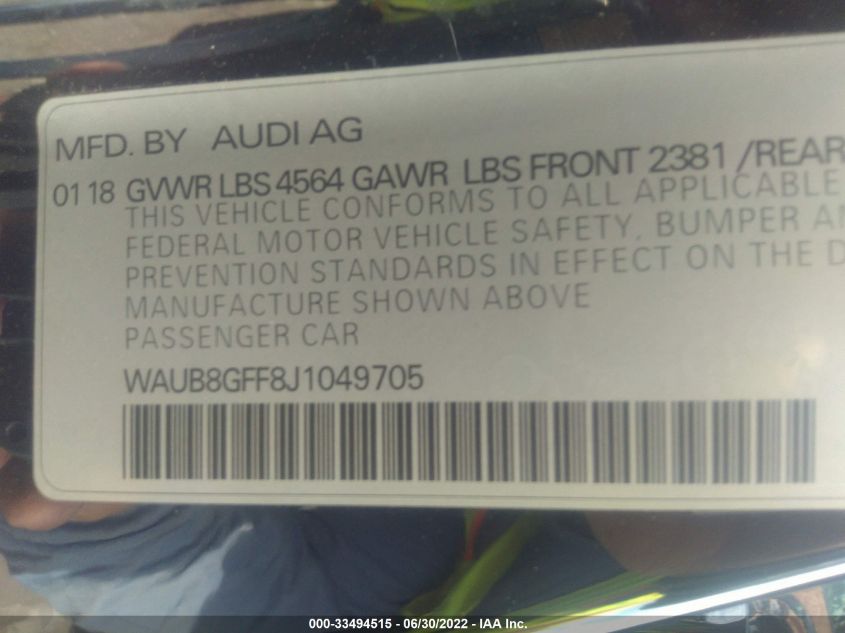 MFD. BY AUDI AG
01 18 GVWR LBS 4564 GAWR LBS FRONT 2381 /REAR
THIS VEHICLE CONFORMS TO ALL APPLICABLE
FEDERAL MOTOR VEHICLE SAFETY, BUMPER AN
PREVENTION STANDARDS IN EFFECT ON THE D
MANUFACTURE SHOWN ABOVE
PASSENGER CAR
WAUB8GFF8J1049705
000-33494515 - 06/30/2022 - IAA Inc.